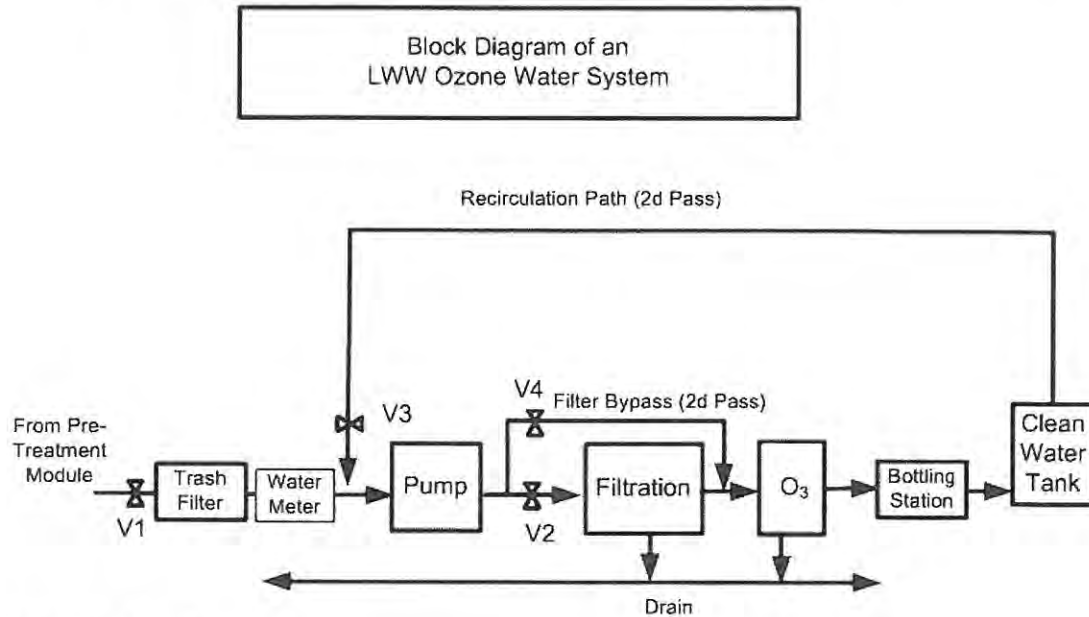 Block Diagram of an
LWW Ozone Water System
Recirculation Path (2d Pass)
V3
V4
Filter Bypass (2d Pass)
From Pre-
Treatment
Module
V1
Trash
Filter
Water
Meter
Pump
V2
Filtration
O₃
Bottling
Station
Clean
Water
Tank
Drain